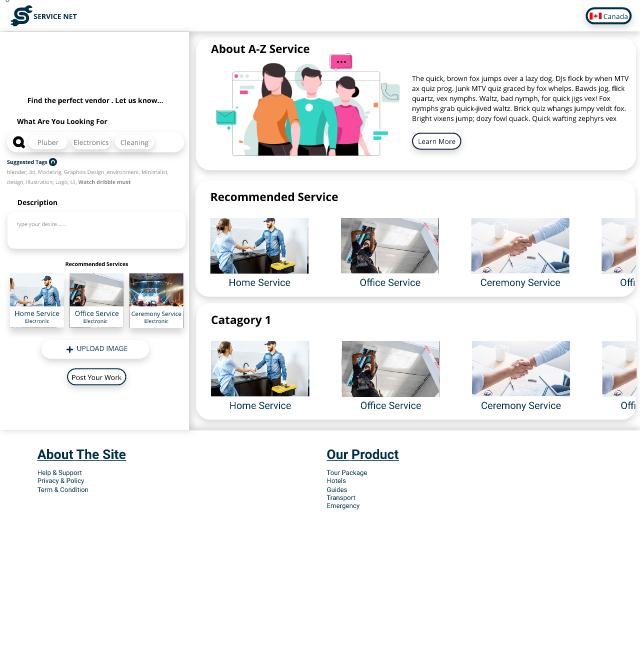 SERVICE NET
Canada
Find the perfect vendor . Let us know...
What Are You Looking For
Pluber
Electronics
Cleaning
Suggested Tags
blender, 3d, Modeling, Graphics Design, environment, Minimalist,
design, illustration, Logo, UI, Watch dribble must
Description
type your desire......
Recommended Services
Home Service
Electronic
Office Service
Electronic
Ceremony Service
Electronic
+ UPLOAD IMAGE
Post Your Work
About A-Z Service
The quick, brown fox jumps over a lazy dog. DJs flock by when MTV
ax quiz prog. Junk MTV quiz graced by fox whelps. Bawds jog, flick
quartz, vex nymphs. Waltz, bad nymph, for quick jigs vex! Fox
nymphs grab quick-jived waltz. Brick quiz whangs jumpy veldt fox.
Bright vixens jump; dozy fowl quack. Quick wafting zephyrs vex
Learn More
Recommended Service
Home Service
Office Service
Ceremony Service
Offi
Catagory 1
Home Service
Office Service
Ceremony Service
Offi
About The Site
Help & Support
Privacy & Policy
Term & Condition
Our Product
Tour Package
Hotels
Guides
Transport
Emergency